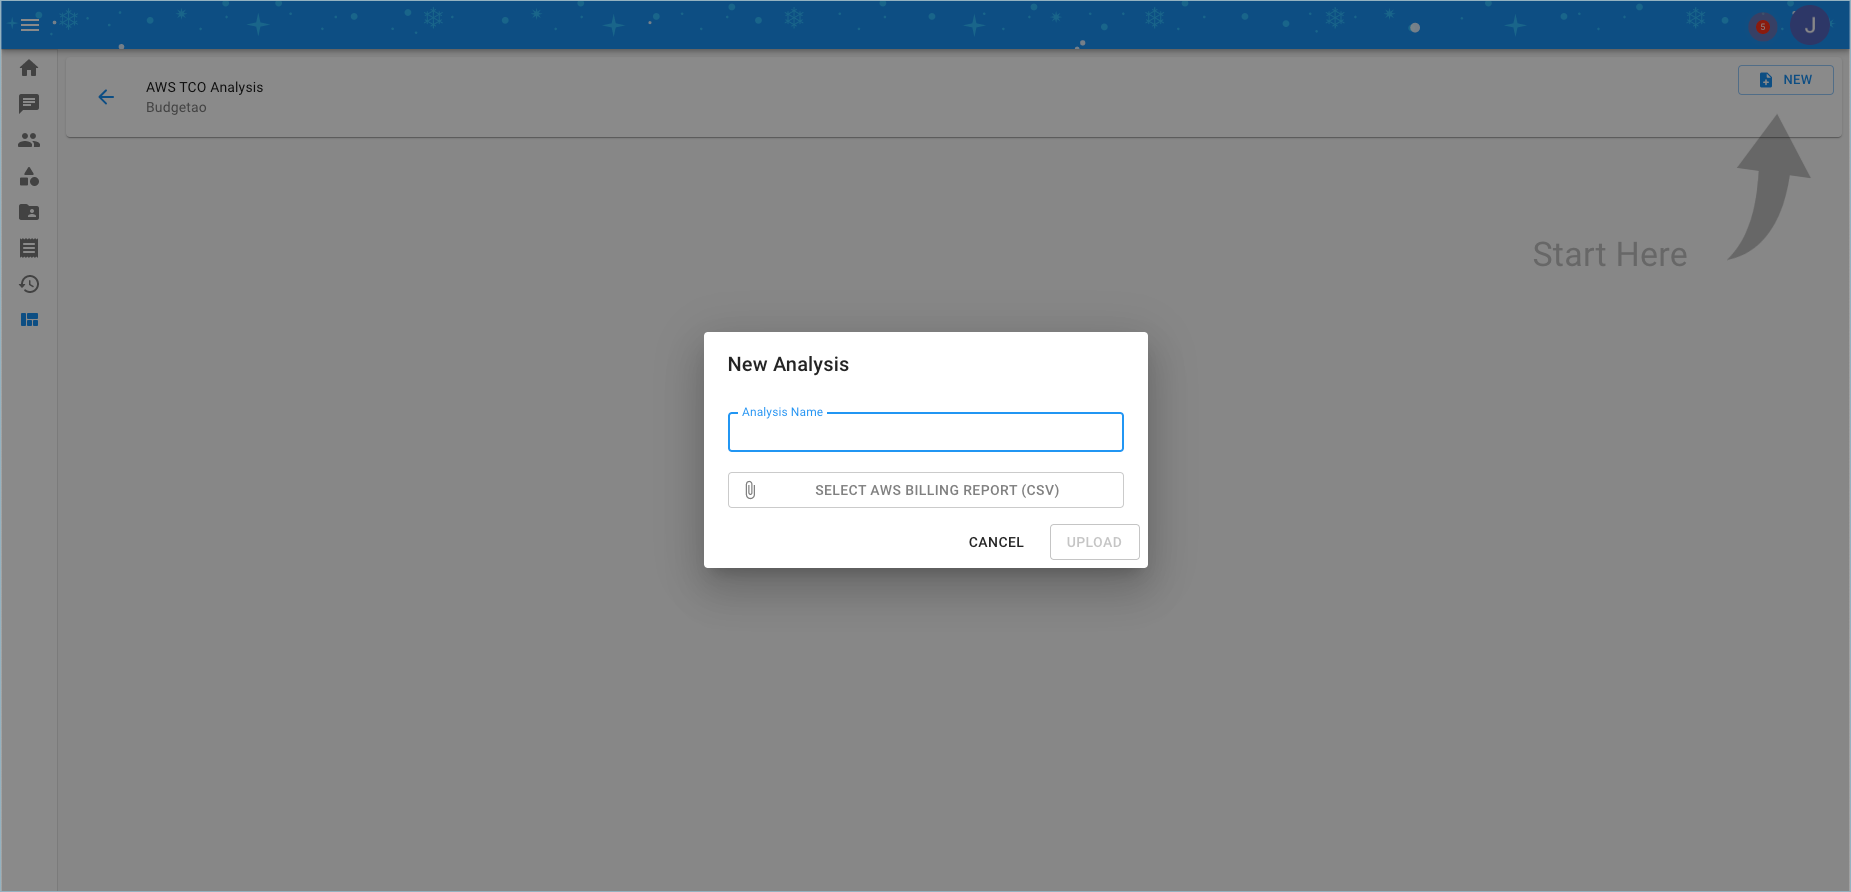 5
J
AWS TCO Analysis
Budgetao
NEW
Start Here
New Analysis
Analysis Name
SELECT AWS BILLING REPORT (CSV)
CANCEL
UPLOAD